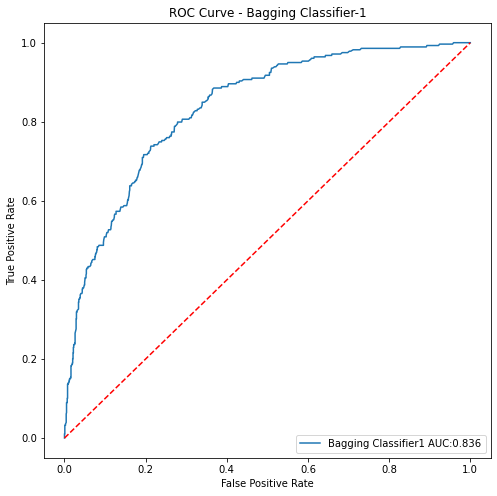 ROC Curve - Bagging Classifier-1
True Positive Rate
1.0
0.8
0.6
0.4
0.2
0.0
Bagging Classifier1 AUC:0.836
0.0 0.2 0.4 0.6 0.8 1.0
False Positive Rate